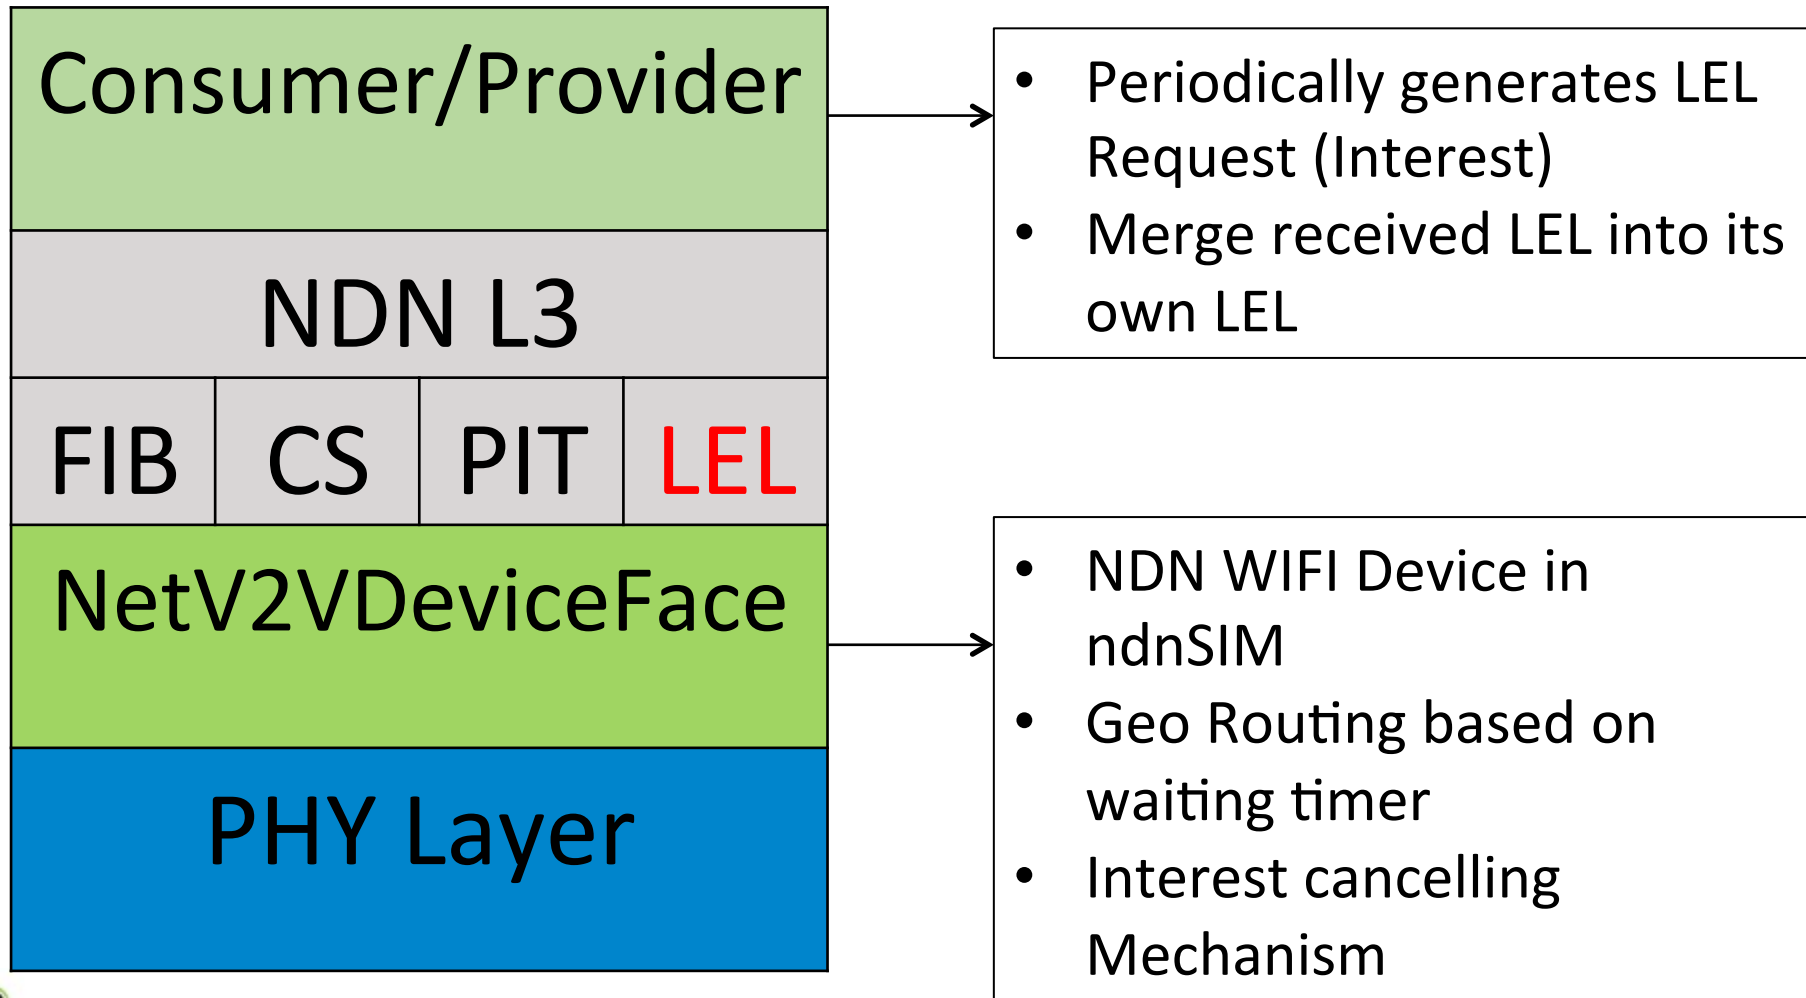 Consumer/Provider
NDN L3
FIB CS PIT LEL
NetV2VDeviceFace
PHY Layer
• Periodically generates LEL
Request (Interest)
• Merge received LEL into its
own LEL
• NDN WIFI Device in
ndnSIM
• Geo Routing based on
waiting timer
• Interest cancelling
Mechanism